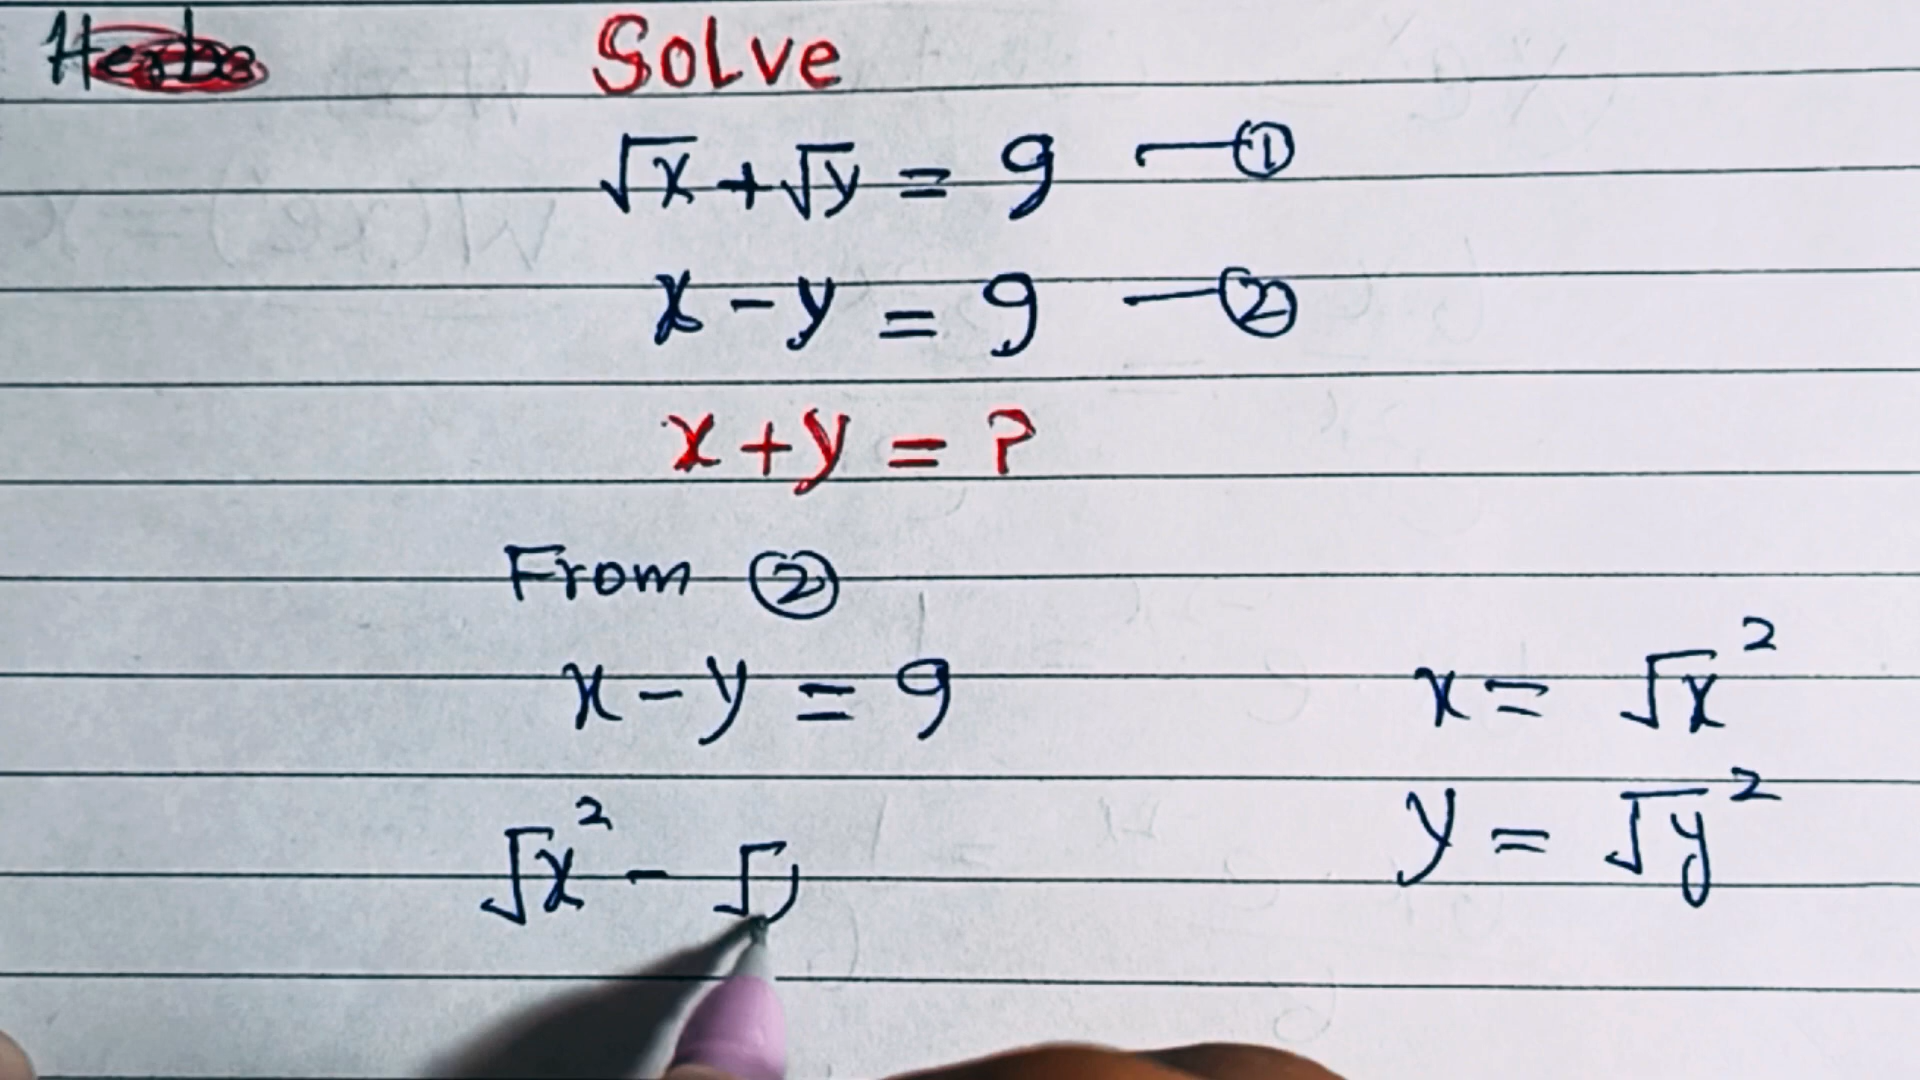 Solve
√x + √y = 9 — ①
x - y = 9 — ②
x + y = ?
From ②
x - y = 9
x = √x²
y = √y²
√x² - √